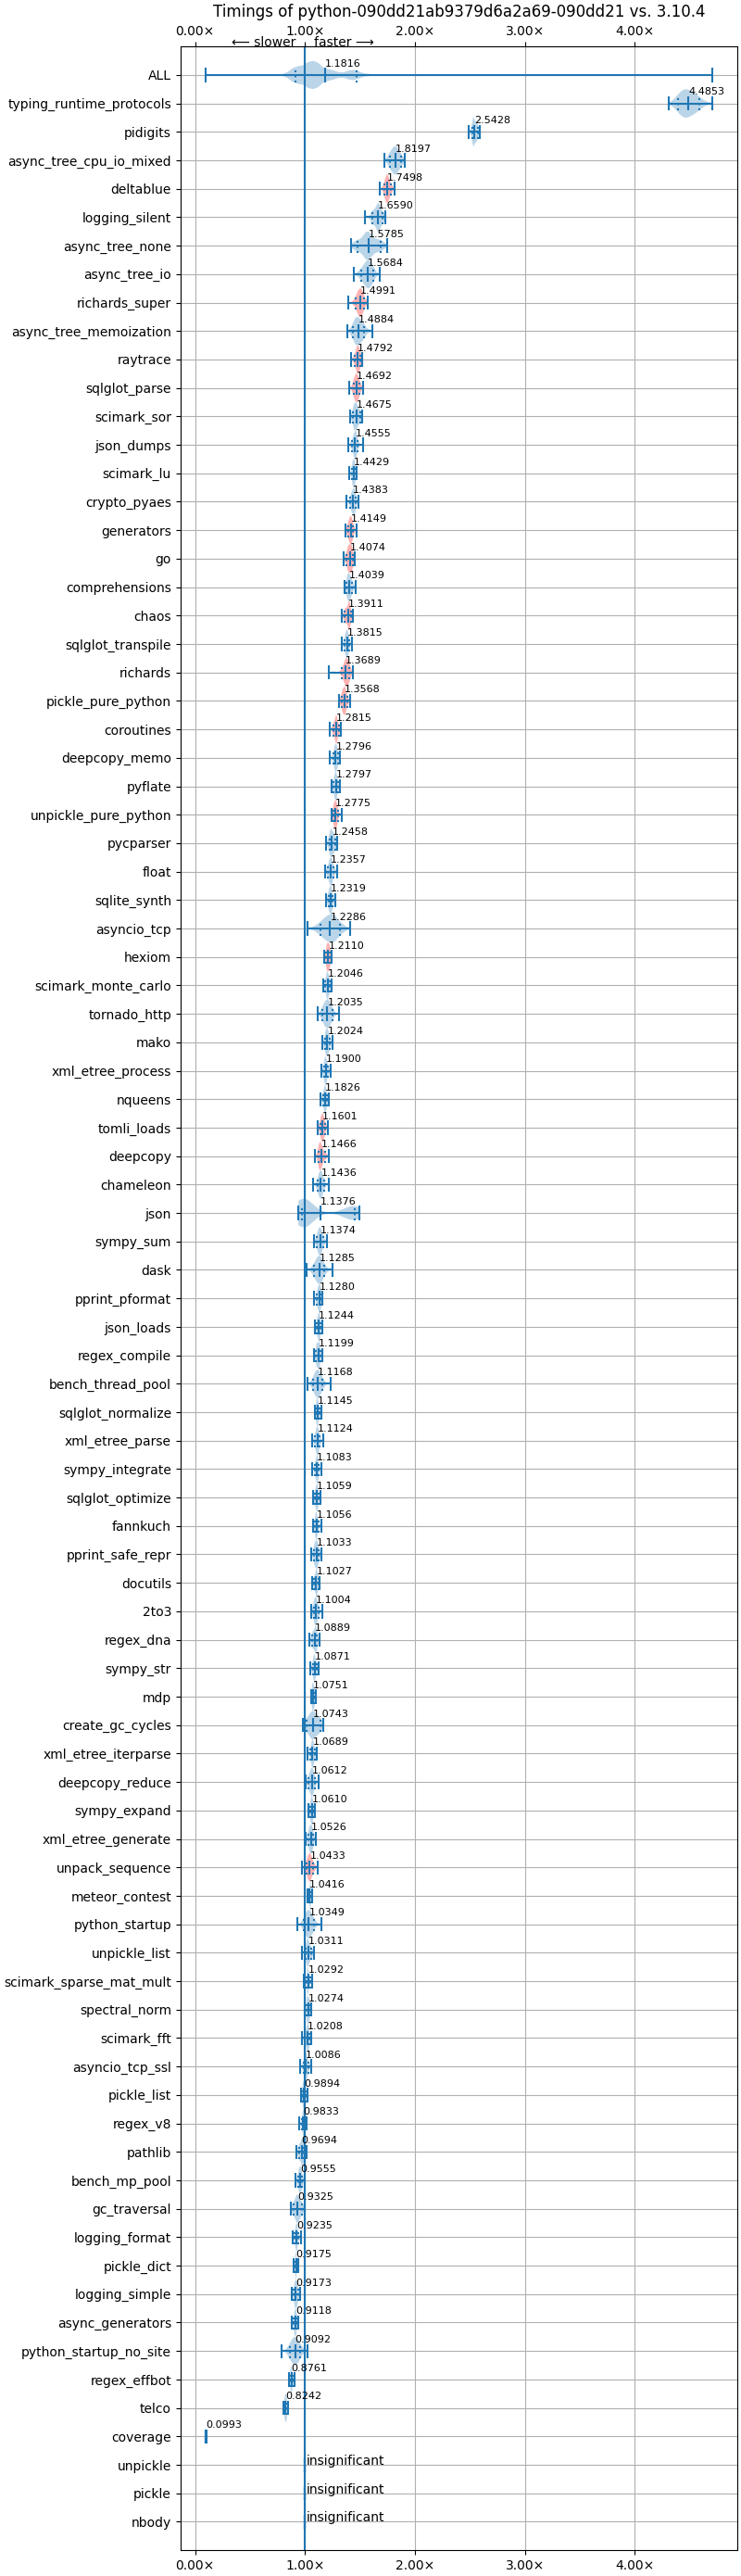 Timings of python-090dd21ab9379d6a2a69-090dd21 vs. 3.10.4
0.00× 1.00× 2.00× 3.00× 4.00×
← slower faster →
ALL 1.1816
typing_runtime_protocols 4.4853
pidigits 2.5428
async_tree_cpu_io_mixed 1.8197
deltablue 1.7498
logging_silent 1.6590
async_tree_none 1.5785
async_tree_io 1.5684
richards_super 1.4991
async_tree_memoization 1.4884
raytrace 1.4792
sqlglot_parse 1.4692
scimark_sor 1.4675
json_dumps 1.4555
scimark_lu 1.4429
crypto_pyaes 1.4383
generators 1.4149
go 1.4074
comprehensions 1.4039
chaos 1.3911
sqlglot_transpile 1.3815
richards 1.3689
pickle_pure_python 1.3568
coroutines 1.2815
deepcopy_memo 1.2796
pyflate 1.2797
unpickle_pure_python 1.2775
pycparser 1.2458
float 1.2357
sqlite_synth 1.2319
asyncio_tcp 1.2286
hexiom 1.2110
scimark_monte_carlo 1.2046
tornado_http 1.2035
mako 1.2024
xml_etree_process 1.1900
nqueens 1.1826
tomli_loads 1.1601
deepcopy 1.1466
chameleon 1.1436
json 1.1376
sympy_sum 1.1374
dask 1.1285
pprint_pformat 1.1280
json_loads 1.1244
regex_compile 1.1199
bench_thread_pool 1.1168
sqlglot_normalize 1.1145
xml_etree_parse 1.1124
sympy_integrate 1.1083
sqlglot_optimize 1.1059
fannkuch 1.1056
pprint_safe_repr 1.1033
docutils 1.1027
2to3 1.1004
regex_dna 1.0889
sympy_str 1.0871
mdp 1.0751
create_gc_cycles 1.0743
xml_etree_iterparse 1.0689
deepcopy_reduce 1.0612
sympy_expand 1.0610
xml_etree_generate 1.0526
unpack_sequence 1.0433
meteor_contest 1.0416
python_startup 1.0349
unpickle_list 1.0311
scimark_sparse_mat_mult 1.0292
spectral_norm 1.0274
scimark_fft 1.0208
asyncio_tcp_ssl 1.0086
pickle_list 0.9894
regex_v8 0.9833
pathlib 0.9694
bench_mp_pool 0.9555
gc_traversal 0.9325
logging_format 0.9235
pickle_dict 0.9175
logging_simple 0.9173
async_generators 0.9118
python_startup_no_site 0.9092
regex_effbot 0.8761
telco 0.8242
coverage 0.0993
unpickle insignificant
pickle insignificant
nbody insignificant
0.00× 1.00× 2.00× 3.00× 4.00×